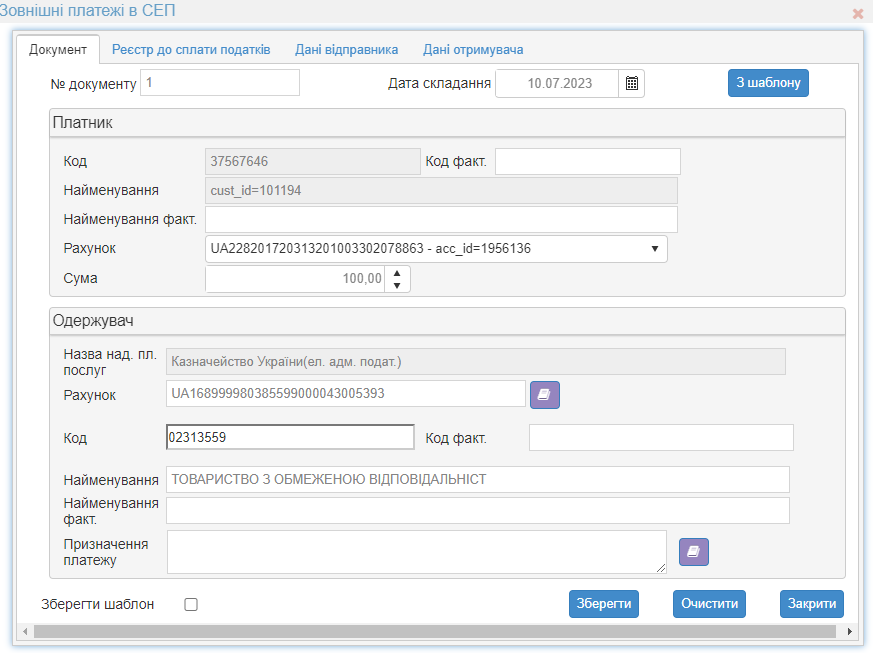 Зовнішні платежі в СЕП
Документ Реєстр до сплати податків Дані відправника Дані отримувача
№ документу 1 Дата складання 10.07.2023 З шаблону
Платник
Код 37567646 Код факт.
Найменування cust_id=101194
Найменування факт.
Рахунок UA228201720313201003302078863 - acc_id=1956136
Сума 100,00
Одержувач
Назва над. пл. послуг Казначейство України(ел. адм. подат.)
Рахунок UA168999980385599000043005393
Код 02313559 Код факт.
Найменування ТОВАРИСТВО З ОБМЕЖЕНОЮ ВІДПОВІДАЛЬНІСТ
Найменування факт.
Призначення платежу
Зберегти шаблон Зберегти Очистити Закрити